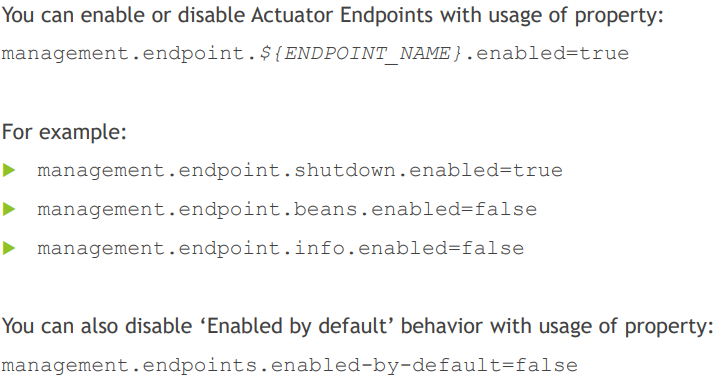 You can enable or disable Actuator Endpoints with usage of property:
management.endpoint.${ENDPOINT_NAME}.enabled=true
For example:
management.endpoint.shutdown.enabled=true
management.endpoint.beans.enabled=false
management.endpoint.info.enabled=false
You can also disable ‘Enabled by default’ behavior with usage of property:
management.endpoints.enabled-by-default=false